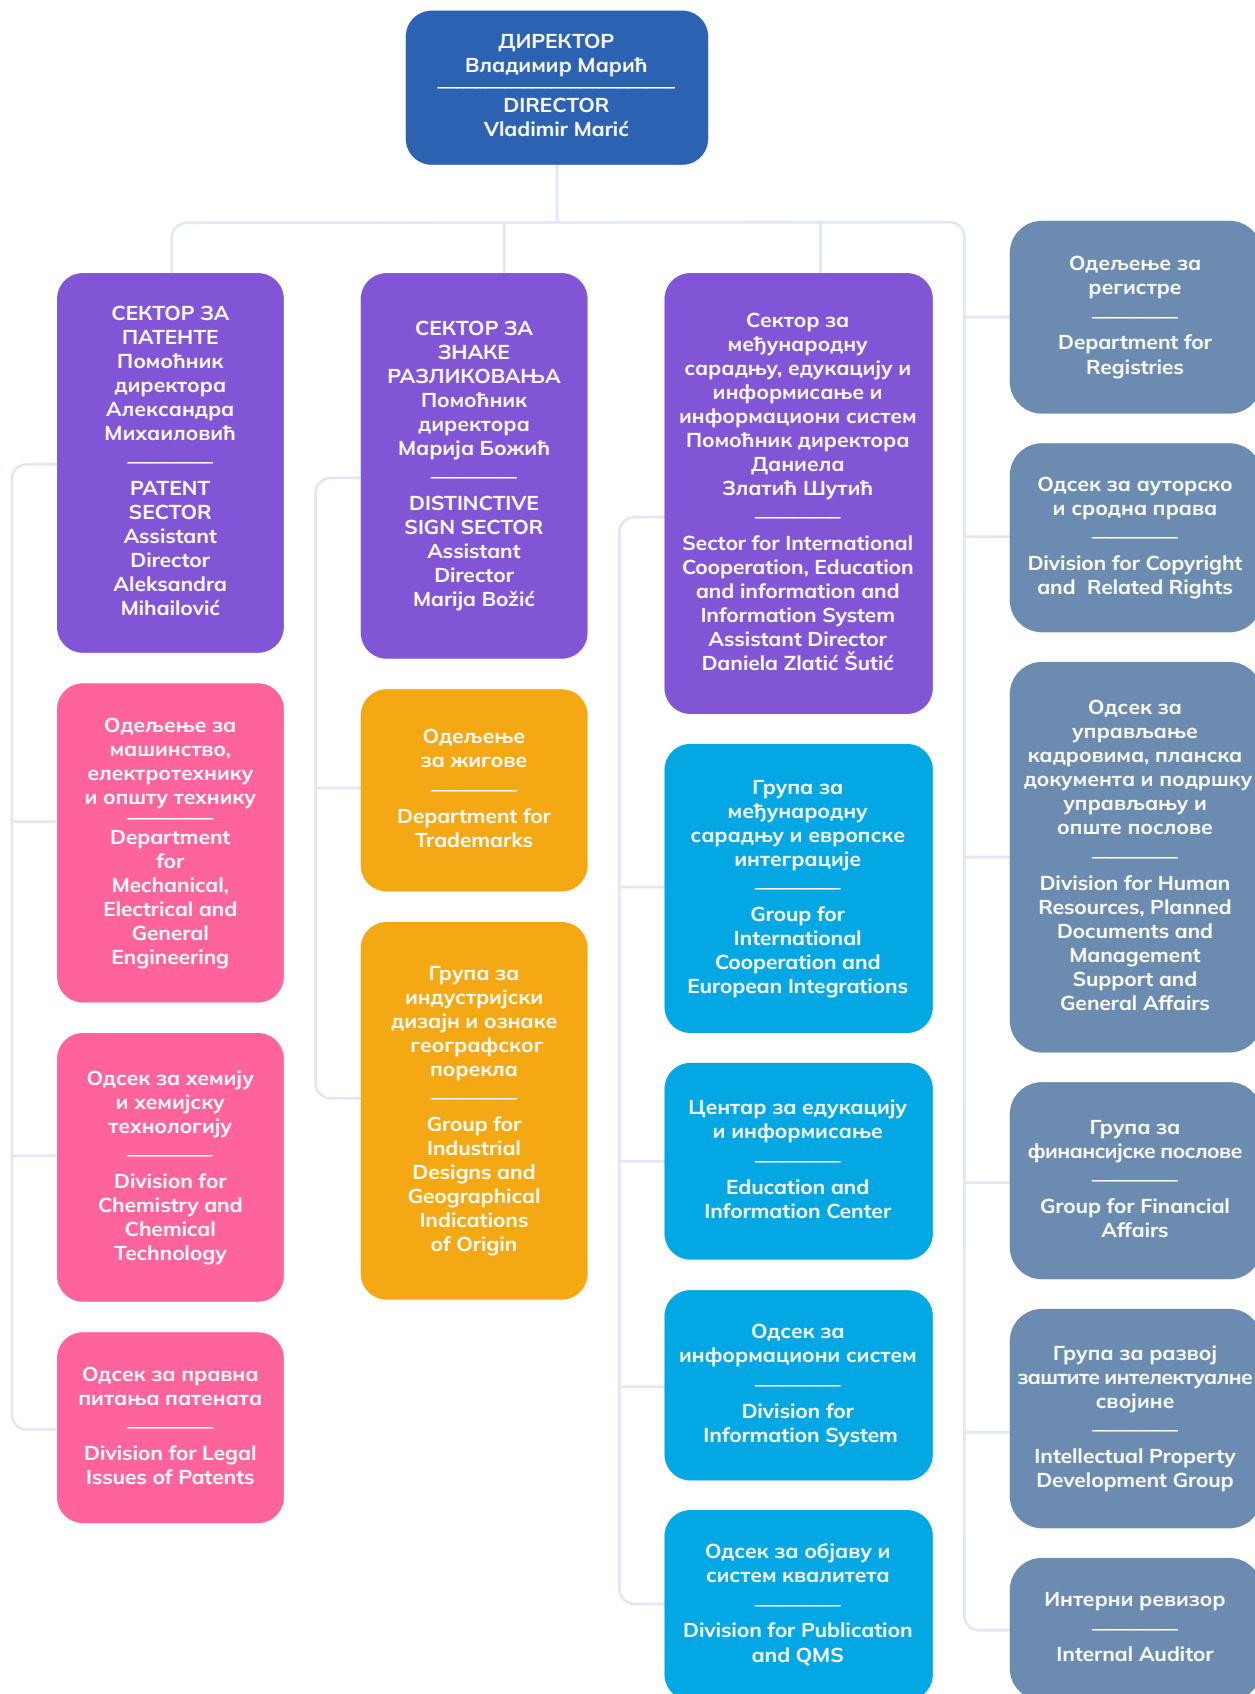 ДИРЕКТОР
Владимир Марић
DIRECTOR
Vladimir Marić
СЕКТОР ЗА
ПАТЕНТЕ
Помоћник
директора
Александра
Михаиловић
PATENT
SECTOR
Assistant
Director
Aleksandra
Mihailović
Одељење за
машинство,
електротехнику
и општу технику
Department
for
Mechanical,
Electrical and
General
Engineering
Одсек за хемију
и хемијску
технологију
Division for
Chemistry and
Chemical
Technology
Одсек за правна
питања патената
Division for Legal
Issues of Patents
СЕКТОР ЗА
ЗНАКЕ
РАЗЛИКОВАЊА
Помоћник
директора
Марија Божић
DISTINCTIVE
SIGN SECTOR
Assistant
Director
Marija Božić
Одељење
за жигове
Department for
Trademarks
Група за
индустријски
дизајн и ознаке
географског
порекла
Group for
Industrial
Designs and
Geographical
Indications
of Origin
Сектор за
међународну
сарадњу, едукацију и
информисање и
информациони систем
Помоћник директора
Даниела
Златић Шутић
Sector for International
Cooperation, Education
and information and
Information System
Assistant Director
Daniela Zlatić Šutić
Група за
међународну
сарадњу и европске
интеграције
Group for
International
Cooperation and
European Integrations
Центар за едукацију
и информисање
Education and
Information Center
Одсек за
информациони систем
Division for
Information System
Одсек за објаву и
систем квалитета
Division for Publication
and QMS
Одељење за
регистре
Department for
Registries
Одсек за ауторско
и сродна права
Division for Copyright
and Related Rights
Одсек за
управљање
кадровима, планска
документа и подршку
управљању и
опште послове
Division for Human
Resources, Planned
Documents and
Management
Support and
General Affairs
Група за
финансијске послове
Group for Financial
Affairs
Група за развој
заштите интелектуалне
својине
Intellectual Property
Development Group
Интерни ревизор
Internal Auditor